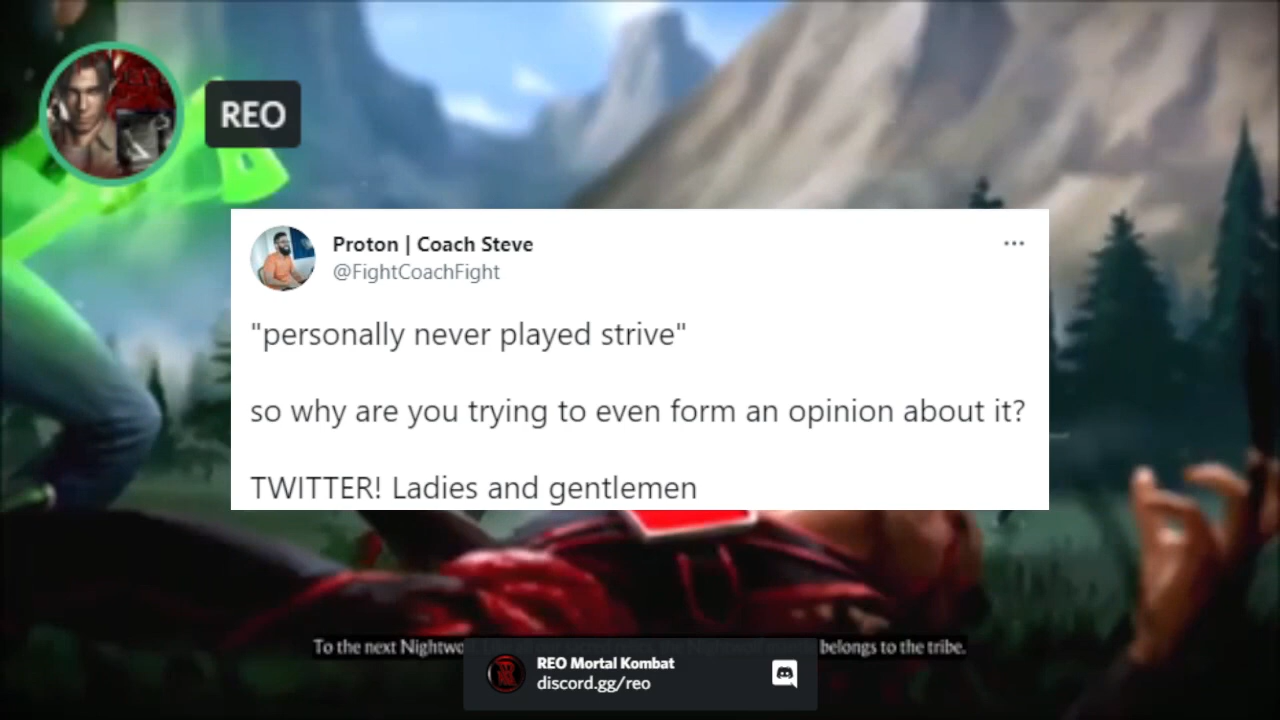 REO
Proton | Coach Steve
@FightCoachFight
"personally never played strive"
so why are you trying to even form an opinion about it?
TWITTER! Ladies and gentlemen
To the next Nightwo belongs to the tribe.
REO Mortal Kombat
discord.gg/reo